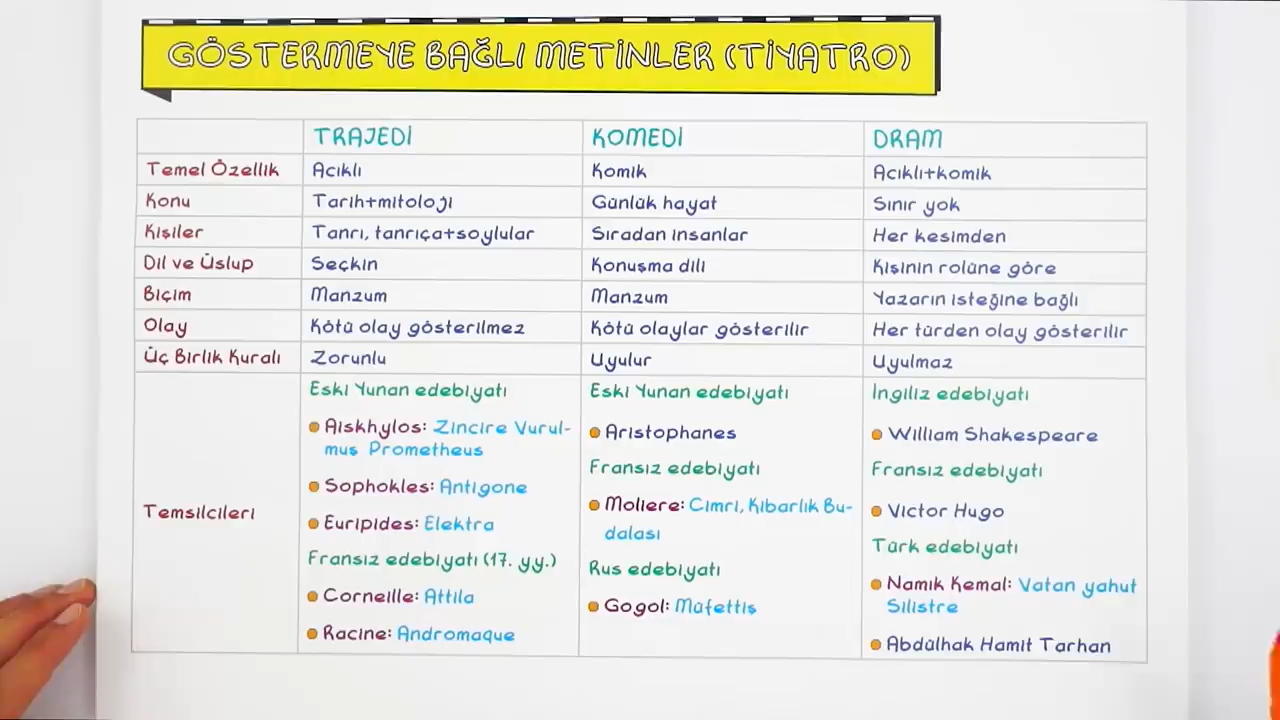 GÖSTERMEYE BAĞLI METİNLER (TİYATRO)
TRAJEDİ KOMEDİ DRAM
Temel Özellik Acıklı Komik Acıklı+komik
Konu Tarih+mitoloji Günlük hayat Sınır yok
Kişiler Tanrı, tanrıça+soylular Sıradan insanlar Her kesimden
Dil ve Üslup Seçkin Konuşma dili Kişinin rolüne göre
Biçim Manzum Manzum Yazarın isteğine bağlı
Olay Kötü olay gösterilmez Kötü olaylar gösterilir Her türden olay gösterilir
Üç Birlik Kuralı Zorunlu Uyulur Uyulmaz
Temsilcileri
Eski Yunan edebiyatı
Aiskhylos: Zincire Vurul-
muş Prometheus
Sophokles: Antigone
Euripides: Elektra
Fransız edebiyatı (17. yy.)
Corneille: Attila
Racine: Andromaque
Eski Yunan edebiyatı
Aristophanes
Fransız edebiyatı
Moliere: Cimri, Kibarlık Bu-
dalası
Rus edebiyatı
Gogol: Müfettiş
İngiliz edebiyatı
William Shakespeare
Fransız edebiyatı
Victor Hugo
Türk edebiyatı
Namık Kemal: Vatan yahut
Silistre
Abdülhak Hamit Tarhan